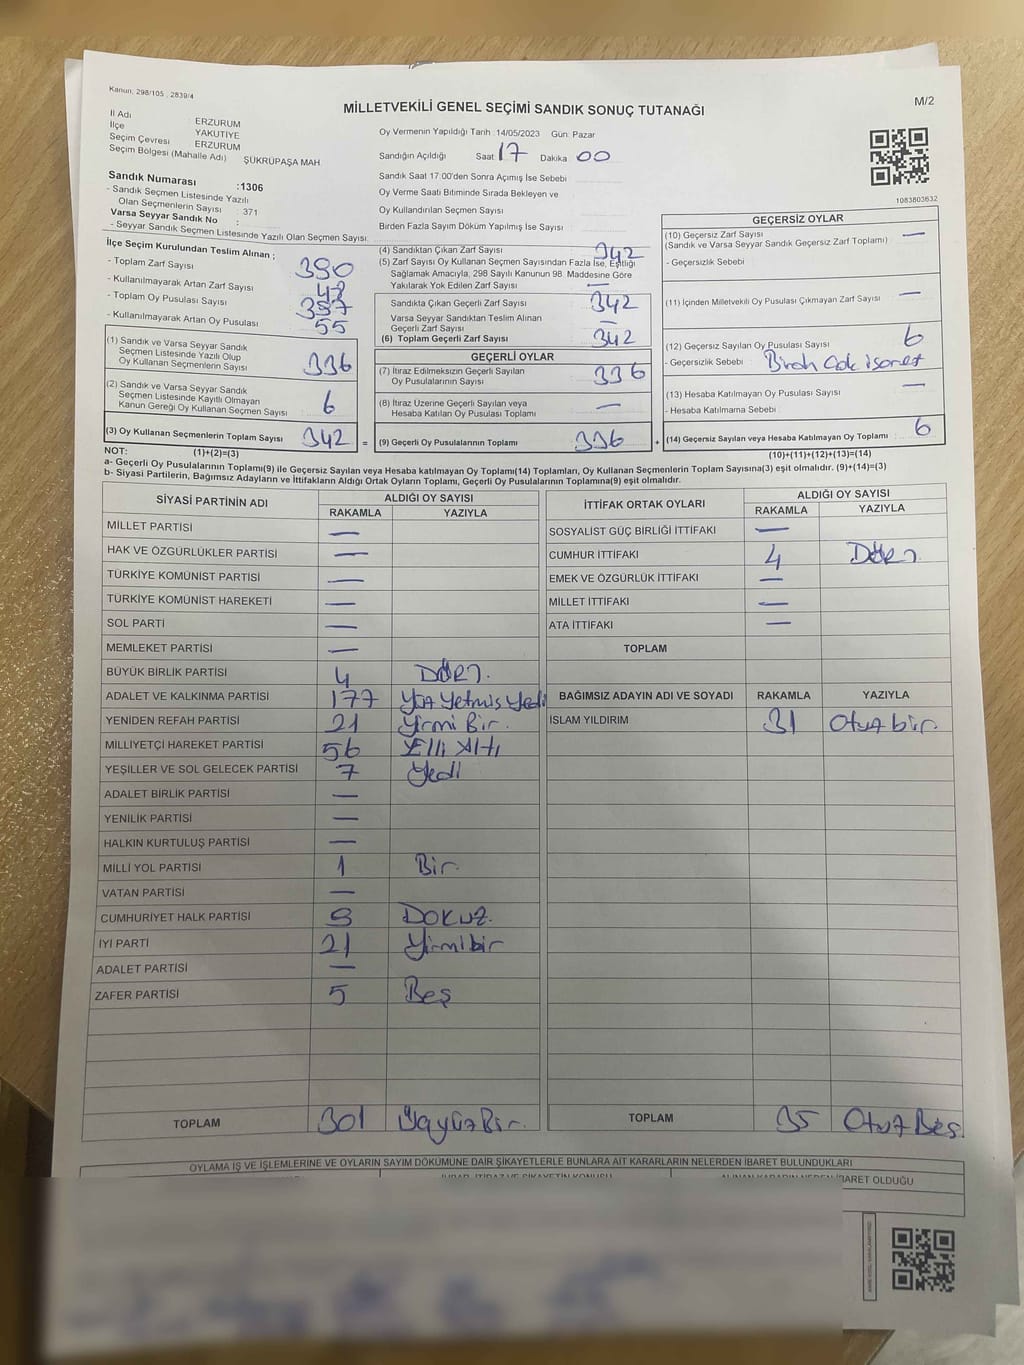 Kanun: 298/105 , 2839/4
M/2
MİLLETVEKİLİ GENEL SEÇİMİ SANDIK SONUÇ TUTANAĞI
İl Adı : ERZURUM
İlçe : YAKUTİYE
Seçim Çevresi : ERZURUM
Seçim Bölgesi (Mahalle Adı) : ŞÜKRÜPAŞA MAH.
Sandık Numarası :1306
- Sandık Seçmen Listesinde Yazılı
Olan Seçmenlerin Sayısı : 371
Varsa Seyyar Sandık No :
- Seyyar Sandık Seçmen Listesinde Yazılı Olan Seçmen Sayısı:
Oy Vermenin Yapıldığı Tarih :14/05/2023 Gün: Pazar
Sandığın Açıldığı Saat 17 Dakika 00
Sandık Saat 17:00'den Sonra Açımış İse Sebebi
Oy Verme Saati Bitiminde Sırada Bekleyen ve
Oy Kullandırılan Seçmen Sayısı
Birden Fazla Sayım Döküm Yapılmış İse Sayısı
1083803632
İlçe Seçim Kurulundan Teslim Alınan ;
- Toplam Zarf Sayısı 390
- Kullanılmayarak Artan Zarf Sayısı 48
- Toplam Oy Pusulası Sayısı 397
- Kullanılmayarak Artan Oy Pusulası 55
(1) Sandık ve Varsa Seyyar Sandık
Seçmen Listesinde Yazılı Olup
Oy Kullanan Seçmenlerin Sayısı 336
(2) Sandık ve Varsa Seyyar Sandık
Seçmen Listesinde Kayıtlı Olmayan
Kanun Gereği Oy Kullanan Seçmen Sayısı 6
(3) Oy Kullanan Seçmenlerin Toplam Sayısı 342 =
(4) Sandıktan Çıkan Zarf Sayısı 342
(5) Zarf Sayısı Oy Kullanan Seçmen Sayısından Fazla İse, Eşitliği
Sağlamak Amacıyla, 298 Sayılı Kanunun 98. Maddesine Göre
Yakılarak Yok Edilen Zarf Sayısı —
Sandıkta Çıkan Geçerli Zarf Sayısı 342
Varsa Seyyar Sandıktan Teslim Alınan
Geçerli Zarf Sayısı —
(6) Toplam Geçerli Zarf Sayısı 342
GEÇERLİ OYLAR
(7) İtiraz Edilmeksizin Geçerli Sayılan
Oy Pusulalarının Sayısı 336
(8) İtiraz Üzerine Geçerli Sayılan veya
Hesaba Katılan Oy Pusulası Toplamı —
(9) Geçerli Oy Pusulalarının Toplamı 336 +
GEÇERSİZ OYLAR
(10) Geçersiz Zarf Sayısı —
(Sandık ve Varsa Seyyar Sandık Geçersiz Zarf Toplamı)
- Geçersizlik Sebebi
(11) İçinden Milletvekili Oy Pusulası Çıkmayan Zarf Sayısı —
(12) Geçersiz Sayılan Oy Pusulası Sayısı 6
- Geçersizlik Sebebi : Birden çok işaret
(13) Hesaba Katılmayan Oy Pusulası Sayısı —
- Hesaba Katılmama Sebebi :
(14) Geçersiz Sayılan veya Hesaba Katılmayan Oy Toplamı 6
NOT: (1)+(2)=(3) (10)+(11)+(12)+(13)=(14)
a- Geçerli Oy Pusulalarının Toplamı(9) ile Geçersiz Sayılan veya Hesaba katılmayan Oy Toplamı(14) Toplamları, Oy Kullanan Seçmenlerin Toplam Sayısına(3) eşit olmalıdır. (9)+(14)=(3)
b- Siyasi Partilerin, Bağımsız Adayların ve İttifakların Aldığı Ortak Oyların Toplamı, Geçerli Oy Pusulalarının Toplamına(9) eşit olmalıdır.
SİYASİ PARTİNİN ADI ALDIĞI OY SAYISI
RAKAMLA YAZIYLA
MİLLET PARTİSİ —
HAK VE ÖZGÜRLÜKLER PARTİSİ —
TÜRKİYE KOMÜNİST PARTİSİ —
TÜRKİYE KOMÜNİST HAREKETİ —
SOL PARTİ —
MEMLEKET PARTİSİ —
BÜYÜK BİRLİK PARTİSİ 4 DÖRT.
ADALET VE KALKINMA PARTİSİ 177 Yüz Yetmiş Yedi
YENİDEN REFAH PARTİSİ 21 Yirmi Bir.
MİLLİYETÇİ HAREKET PARTİSİ 56 Elli Altı
YEŞİLLER VE SOL GELECEK PARTİSİ 7 Yedi
ADALET BİRLİK PARTİSİ —
YENİLİK PARTİSİ —
HALKIN KURTULUŞ PARTİSİ —
MİLLİ YOL PARTİSİ 1 Bir.
VATAN PARTİSİ —
CUMHURİYET HALK PARTİSİ 9 DOKUZ.
İYİ PARTİ 21 Yirmibir
ADALET PARTİSİ —
ZAFER PARTİSİ 5 Beş
TOPLAM 301 Üçyüz Bir.
İTTİFAK ORTAK OYLARI ALDIĞI OY SAYISI
RAKAMLA YAZIYLA
SOSYALİST GÜÇ BİRLİĞİ İTTİFAKI —
CUMHUR İTTİFAKI 4 DÖRT
EMEK VE ÖZGÜRLÜK İTTİFAKI —
MİLLET İTTİFAKI —
ATA İTTİFAKI —
TOPLAM
BAĞIMSIZ ADAYIN ADI VE SOYADI RAKAMLA YAZIYLA
İSLAM YILDIRIM 31 Otuz bir.
TOPLAM 35 Otuz Beş.
OYLAMA İŞ VE İŞLEMLERİNE VE OYLARIN SAYIM DÖKÜMÜNE DAİR ŞİKAYETLERLE BUNLARA AİT KARARLARIN NELERDEN İBARET BULUNDUKLARI
İBARET OLDUĞU